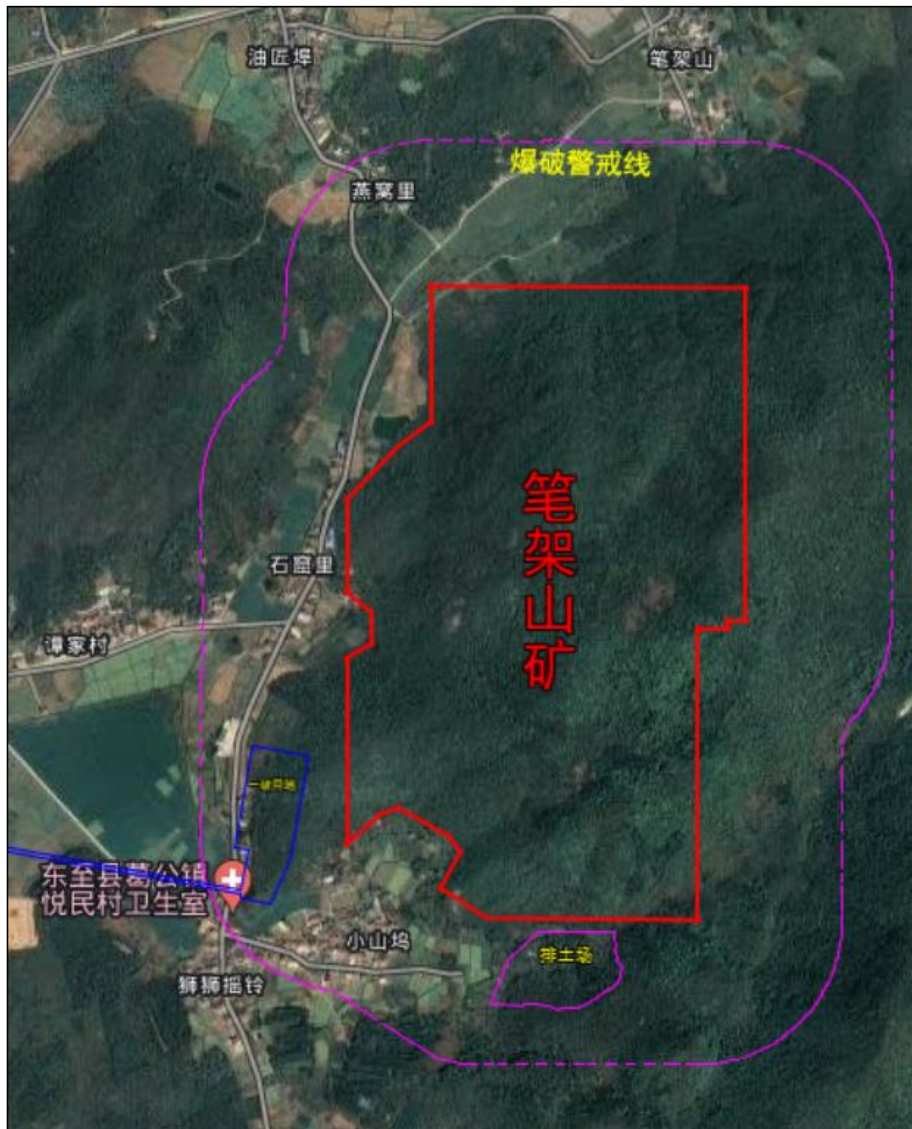 油匠埠
笔架山
爆破警戒线
燕窝里
笔架山矿
石窟里
谭家村
东至县葛公镇
悦民村卫生室
小山坞
排土场
狮狮摇铃